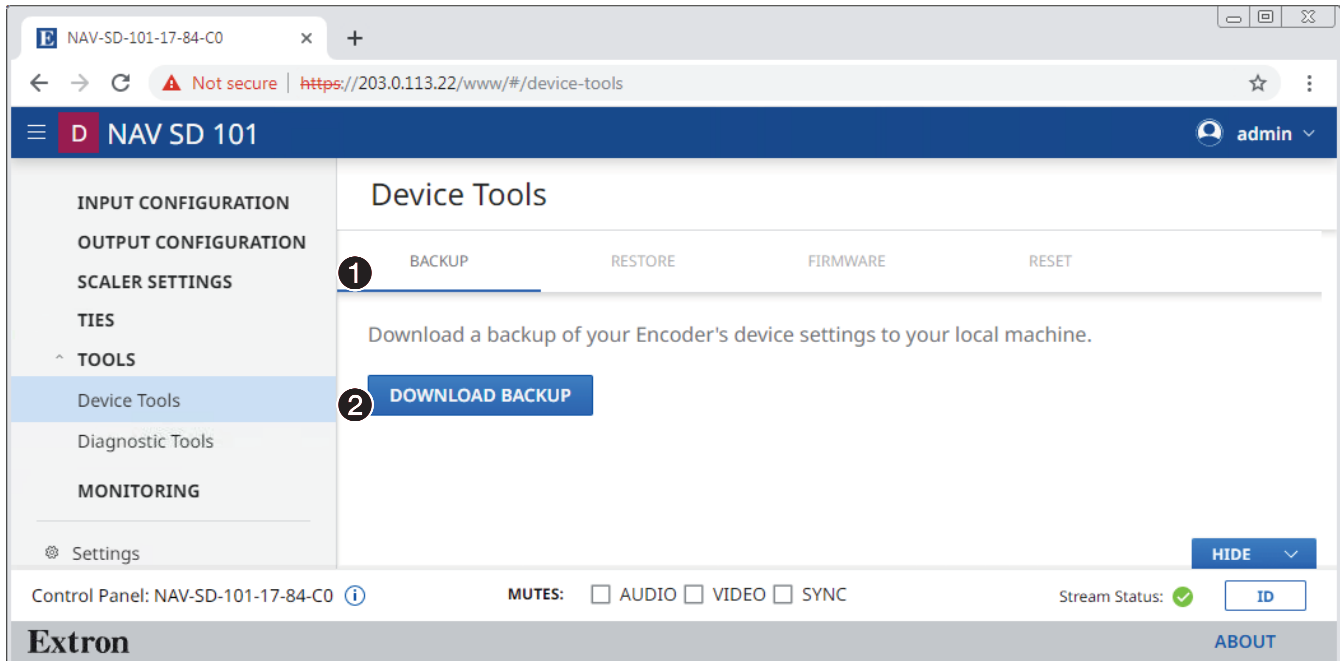 E NAV-SD-101-17-84-C0
Not secure | https://203.0.113.22/www/#/device-tools
D NAV SD 101
admin
INPUT CONFIGURATION
OUTPUT CONFIGURATION
SCALER SETTINGS
TIES
TOOLS
Device Tools
Diagnostic Tools
MONITORING
Settings
Device Tools
1 BACKUP RESTORE FIRMWARE RESET
Download a backup of your Encoder's device settings to your local machine.
2 DOWNLOAD BACKUP
HIDE
Control Panel: NAV-SD-101-17-84-C0 i MUTES: AUDIO VIDEO SYNC Stream Status: ID
Extron ABOUT